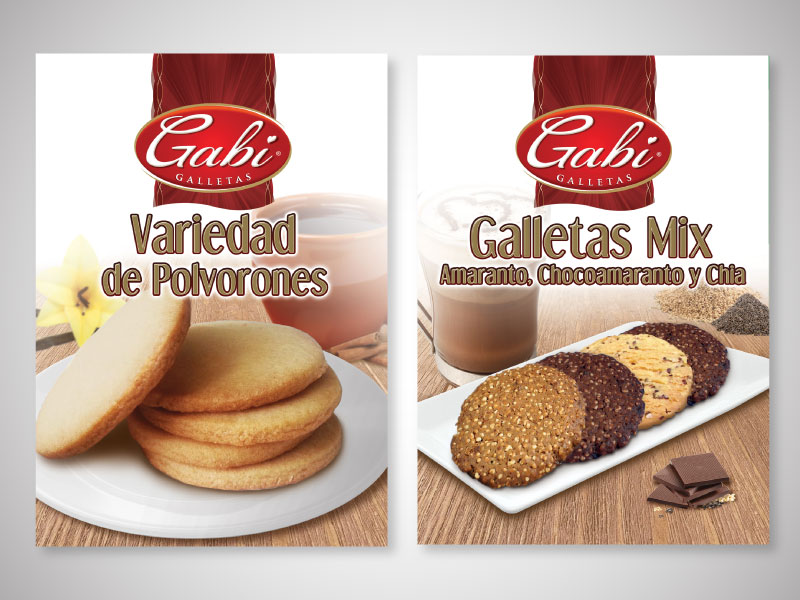 Gabi®
GALLETAS
Variedad
de Polvorones
Gabi®
GALLETAS
Galletas Mix
Amaranto, Chocoamaranto y Chia